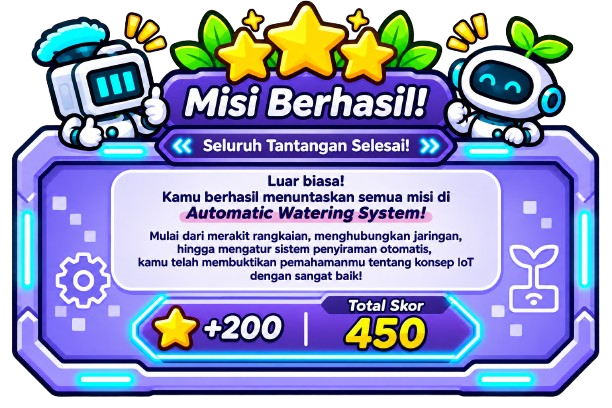 Misi Berhasil!
Seluruh Tantangan Selesai!
Luar biasa!
Kamu berhasil menuntaskan semua misi di
Automatic Watering System!
Mulai dari merakit rangkaian, menghubungkan jaringan,
hingga mengatur sistem penyiraman otomatis,
kamu telah membuktikan pemahamanmu tentang konsep IoT
dengan sangat baik!
+200
Total Skor
450